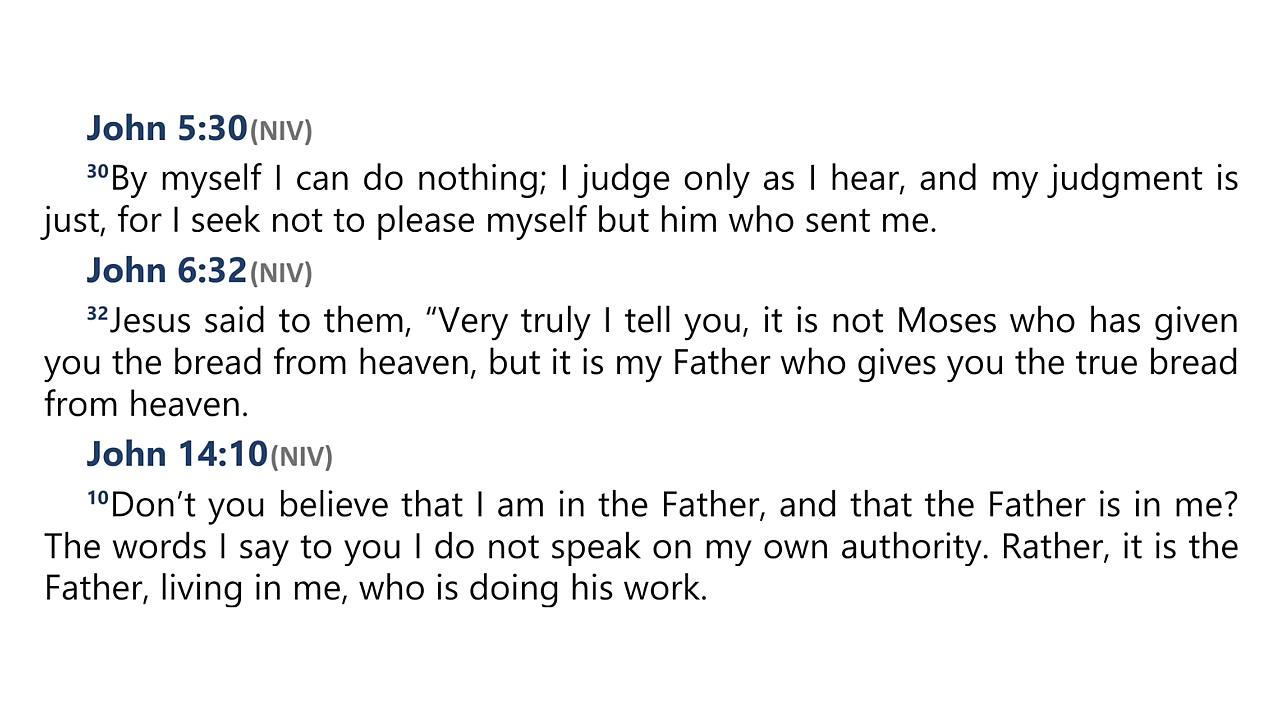 John 5:30(NIV)
30By myself I can do nothing; I judge only as I hear, and my judgment is
just, for I seek not to please myself but him who sent me.
John 6:32(NIV)
32Jesus said to them, “Very truly I tell you, it is not Moses who has given
you the bread from heaven, but it is my Father who gives you the true bread
from heaven.
John 14:10(NIV)
10Don’t you believe that I am in the Father, and that the Father is in me?
The words I say to you I do not speak on my own authority. Rather, it is the
Father, living in me, who is doing his work.